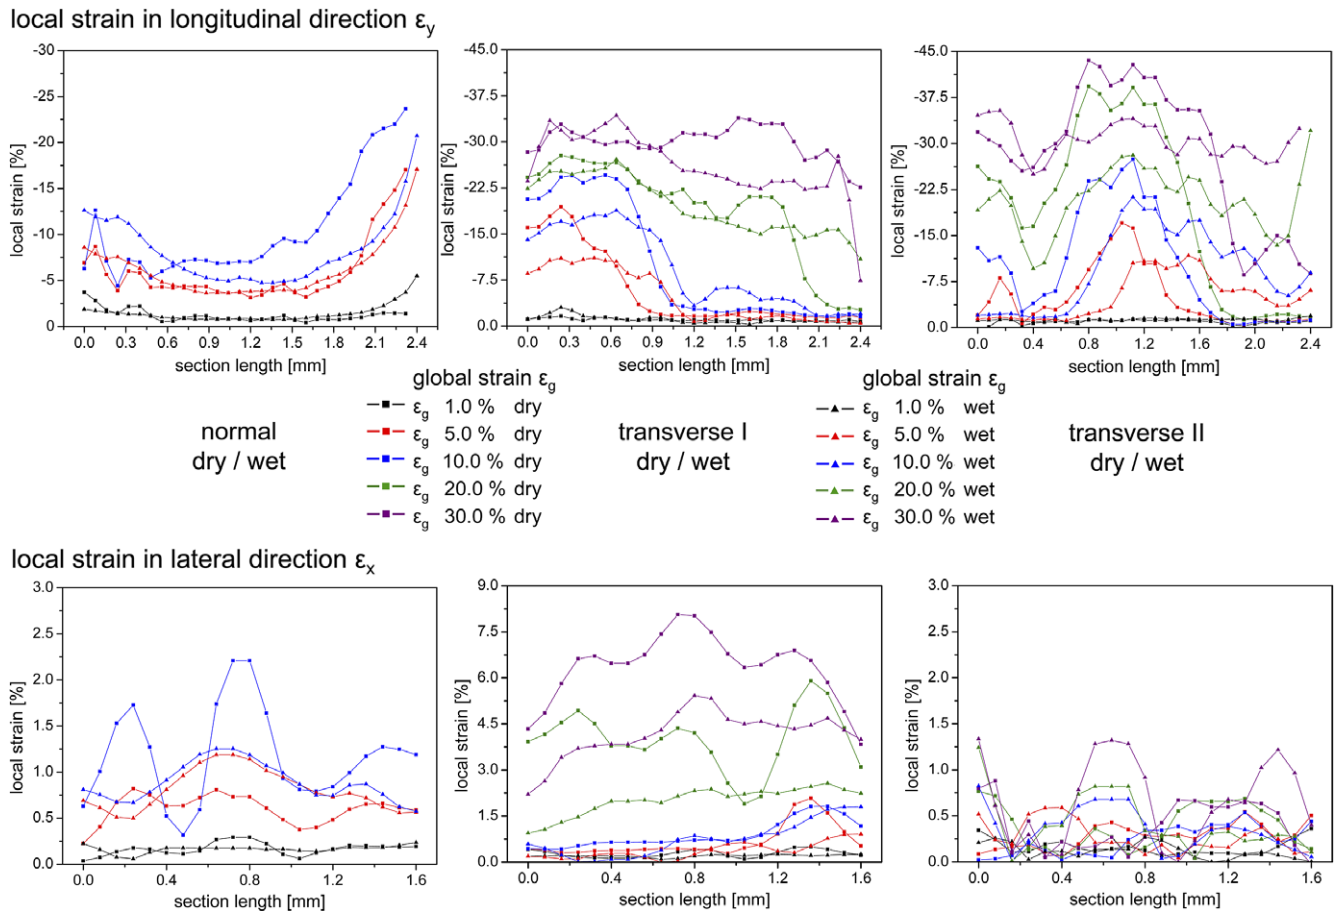 local strain in longitudinal direction εy
-30
-25
-20
-15
-10
-5
0
local strain [%]
0.0 0.3 0.6 0.9 1.2 1.5 1.8 2.1 2.4
section length [mm]
-45.0
-37.5
-30.0
-22.5
-15.0
-7.5
0.0
local strain [%]
0.0 0.3 0.6 0.9 1.2 1.5 1.8 2.1 2.4
section length [mm]
-45.0
-37.5
-30.0
-22.5
-15.0
-7.5
0.0
local strain [%]
0.0 0.4 0.8 1.2 1.6 2.0 2.4
section length [mm]
normal
dry / wet
global strain εg
εg 1.0 % dry
εg 5.0 % dry
εg 10.0 % dry
εg 20.0 % dry
εg 30.0 % dry
transverse I
dry / wet
global strain εg
εg 1.0 % wet
εg 5.0 % wet
εg 10.0 % wet
εg 20.0 % wet
εg 30.0 % wet
transverse II
dry / wet
local strain in lateral direction εx
3.0
2.5
2.0
1.5
1.0
0.5
0.0
local strain [%]
0.0 0.4 0.8 1.2 1.6
section length [mm]
9.0
7.5
6.0
4.5
3.0
1.5
0.0
local strain [%]
0.0 0.4 0.8 1.2 1.6
section length [mm]
3.0
2.5
2.0
1.5
1.0
0.5
0.0
local strain [%]
0.0 0.4 0.8 1.2 1.6
section length [mm]